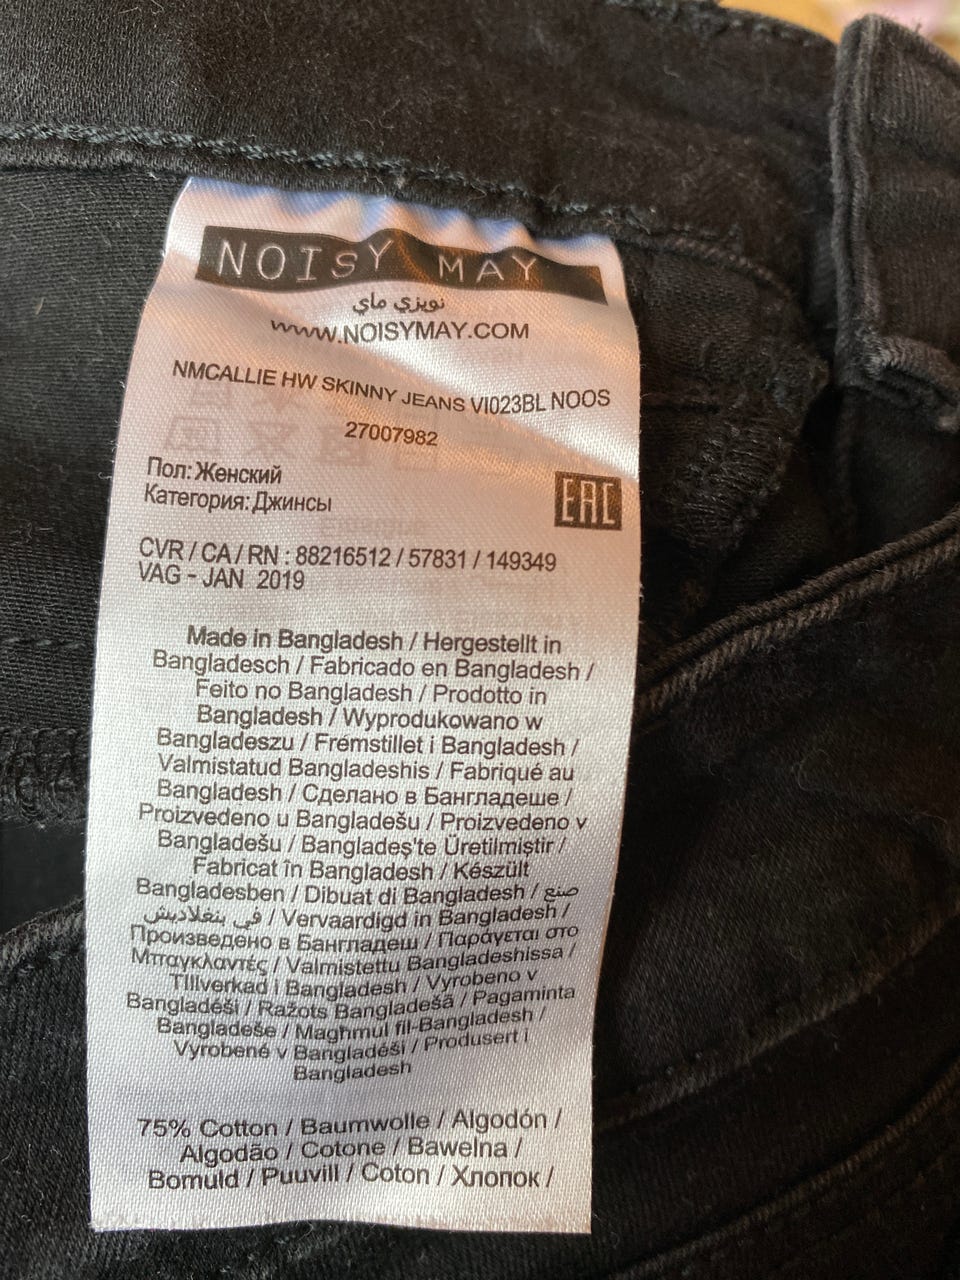 NOISY MAY
نويزي ماي
www.NOISYMAY.COM
NMCALLIE HW SKINNY JEANS VI023BL NOOS
27007982
Пол: Женский
Категория: Джинсы
EAC
CVR / CA / RN : 88216512 / 57831 / 149349
VAG - JAN 2019
Made in Bangladesh / Hergestellt in
Bangladesch / Fabricado en Bangladesh /
Feito no Bangladesh / Prodotto in
Bangladesh / Wyprodukowano w
Bangladeszu / Fremstillet i Bangladesh /
Valmistatud Bangladeshis / Fabriqué au
Bangladesh / Сделано в Бангладеше /
Proizvedeno u Bangladešu / Proizvedeno v
Bangladešu / Bangladeş'te Üretilmiştir /
Fabricat în Bangladesh / Készült
Bangladesben / Dibuat di Bangladesh / صنع
في بنغلاديش / Vervaardigd in Bangladesh /
Произведено в Бангладеш / Παράγεται στο
Μπαγκλαντές / Valmistettu Bangladeshissa /
TIllverkad i Bangladesh / Vyrobeno v
Bangladéši / Ražots Bangladešā / Pagaminta
Bangladeše / Magħmul fil-Bangladesh /
Vyrobené v Bangladéši / Produsert i
Bangladesh
75% Cotton / Baumwolle / Algodón /
Algodão / Cotone / Bawełna /
Bomuld / Puuvill / Coton / Хлопок /